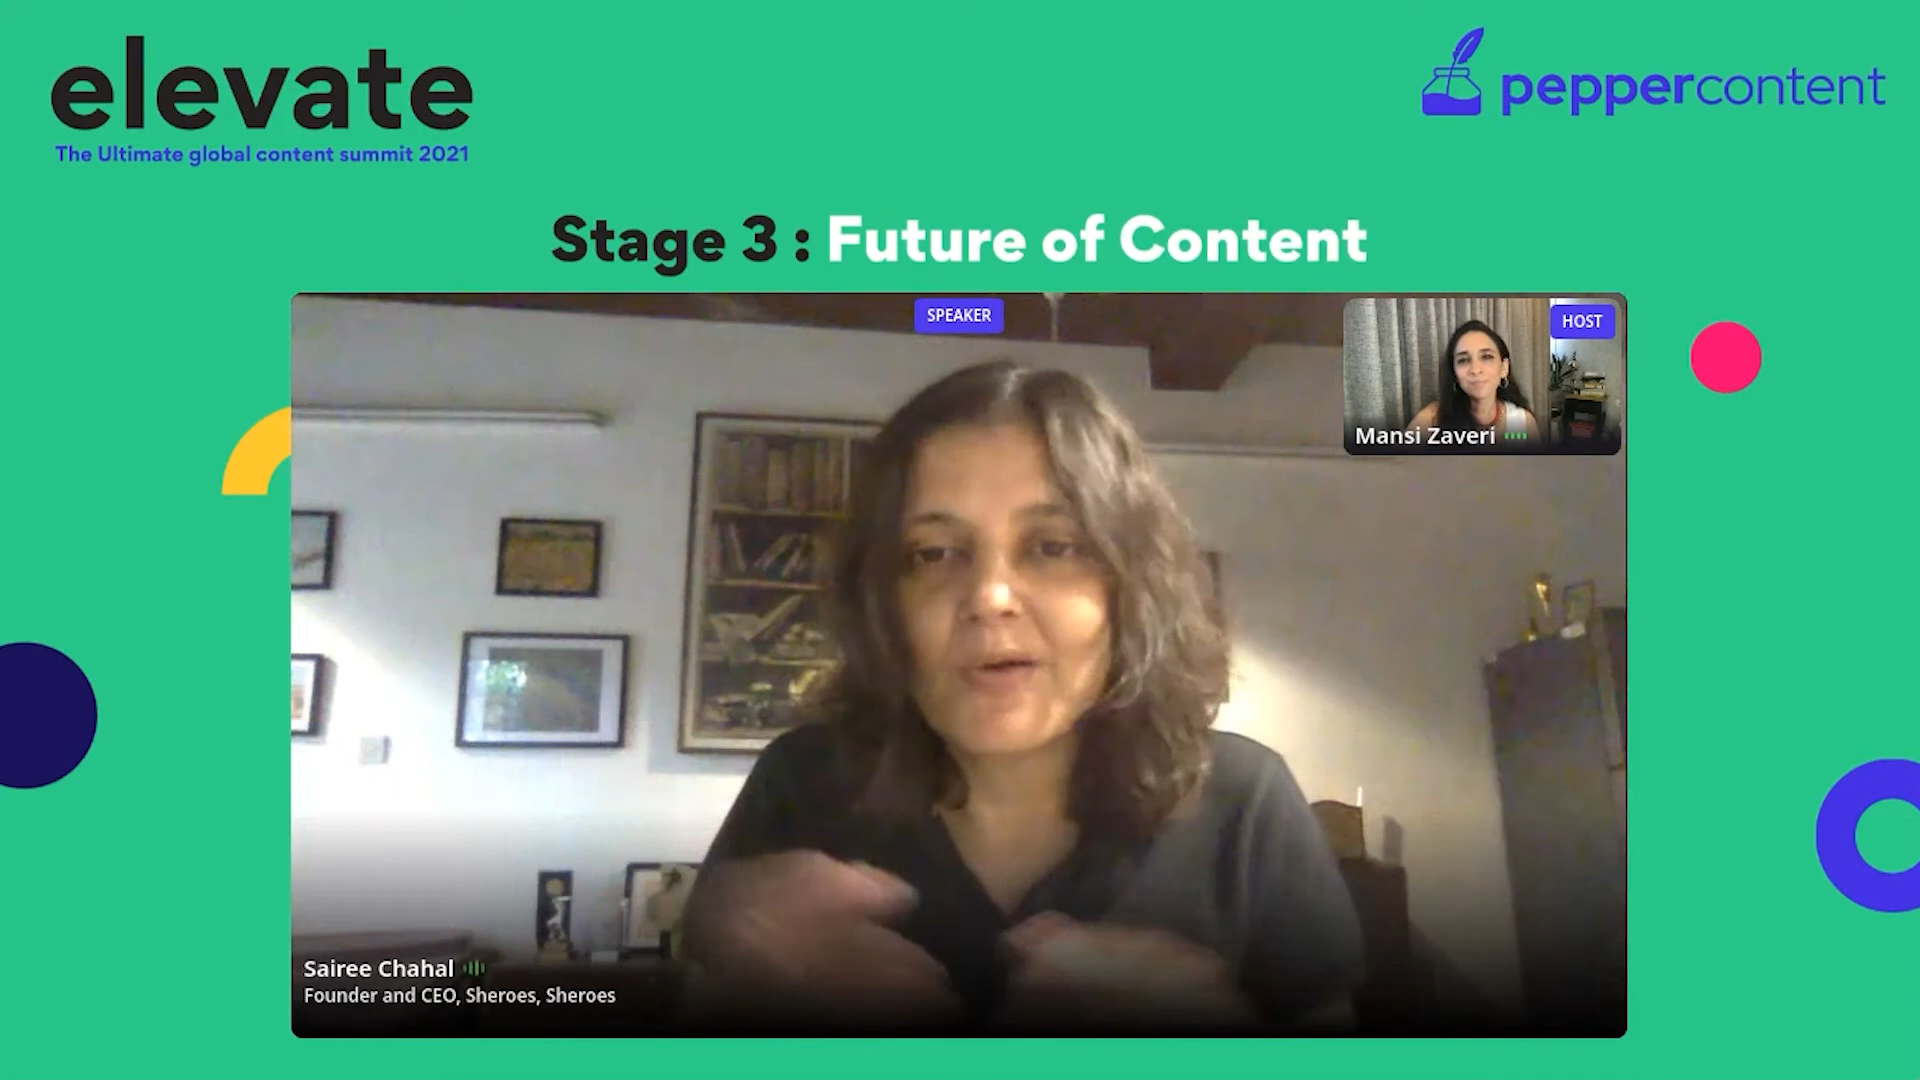 elevate
The Ultimate global content summit 2021
peppercontent
Stage 3 : Future of Content
SPEAKER
HOST
Mansi Zaveri
Sairee Chahal
Founder and CEO, Sheroes, Sheroes